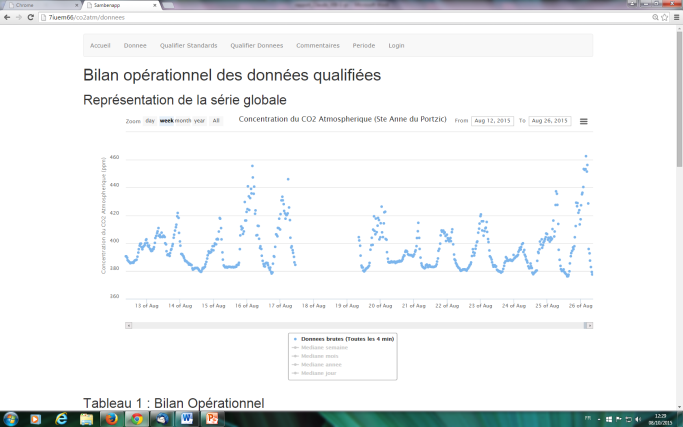 Chrome
Sambenapp
7iuem66/co2atm/donnees
Accueil Donnee Qualifier Standards Qualifier Donnees Commentaires Periode Login
Bilan opérationnel des données qualifiées
Représentation de la série globale
Zoom day week month year All
Concentration du CO2 Atmospherique (Ste Anne du Portzic)
From Aug 12, 2015 To Aug 26, 2015
Concentration du CO2 Atmospherique (ppm)
460
440
420
400
380
360
13 of Aug 14 of Aug 15 of Aug 16 of Aug 17 of Aug 18 of Aug 19 of Aug 20 of Aug 21 of Aug 22 of Aug 23 of Aug 24 of Aug 25 of Aug 26 of Aug
Donnees brutes (Toutes les 4 min)
Mediane semaine
Mediane mois
Mediane annee
Mediane jour
Tableau 1 : Bilan Opérationnel
FR
12:29
08/10/2015